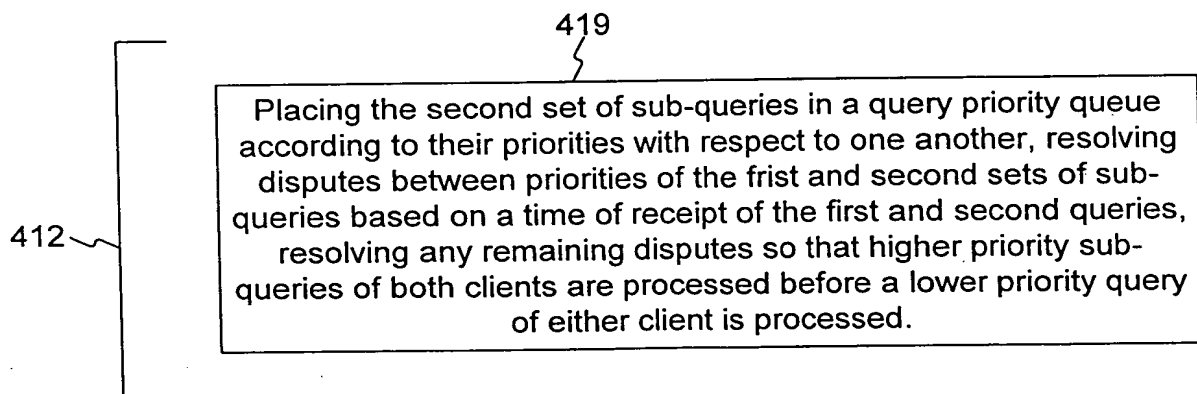 419
Placing the second set of sub-queries in a query priority queue
according to their priorities with respect to one another, resolving
disputes between priorities of the frist and second sets of sub-
queries based on a time of receipt of the first and second queries,
412
resolving any remaining disputes so that higher priority sub-
queries of both clients are processed before a lower priority query
of either client is processed.